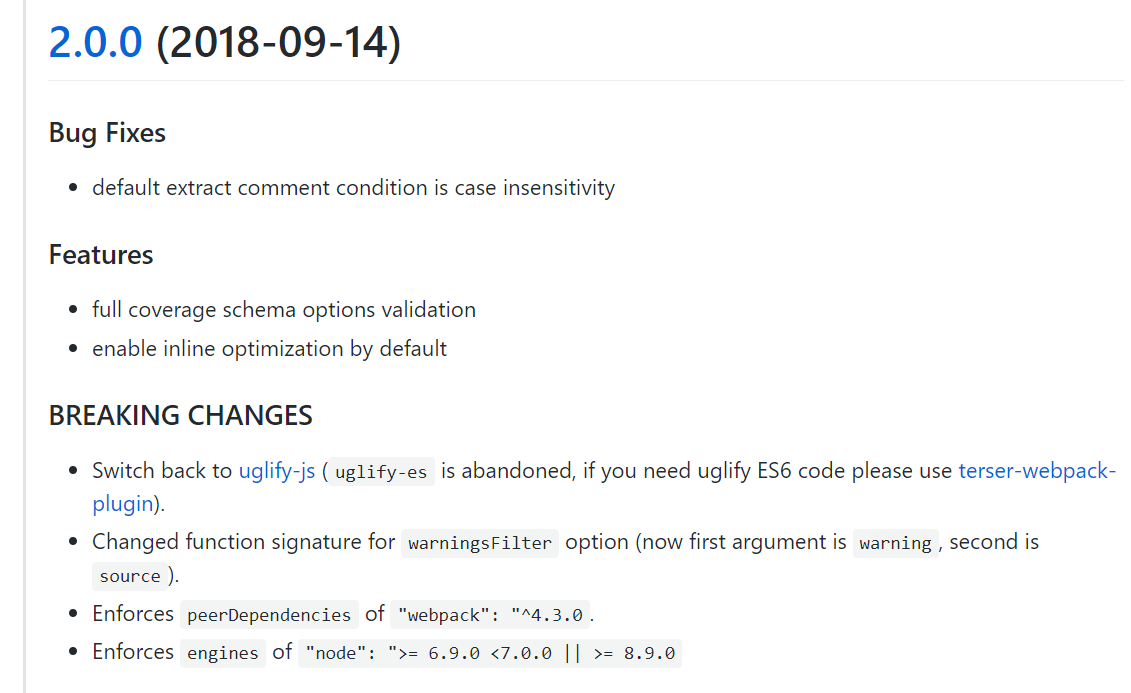 2.0.0 (2018-09-14)
Bug Fixes
• default extract comment condition is case insensitivity
Features
• full coverage schema options validation
• enable inline optimization by default
BREAKING CHANGES
• Switch back to uglify-js ( uglify-es is abandoned, if you need uglify ES6 code please use terser-webpack-
plugin).
• Changed function signature for warningsFilter option (now first argument is warning , second is
source ).
• Enforces peerDependencies of "webpack": "^4.3.0 .
• Enforces engines of "node": ">= 6.9.0 <7.0.0 || >= 8.9.0